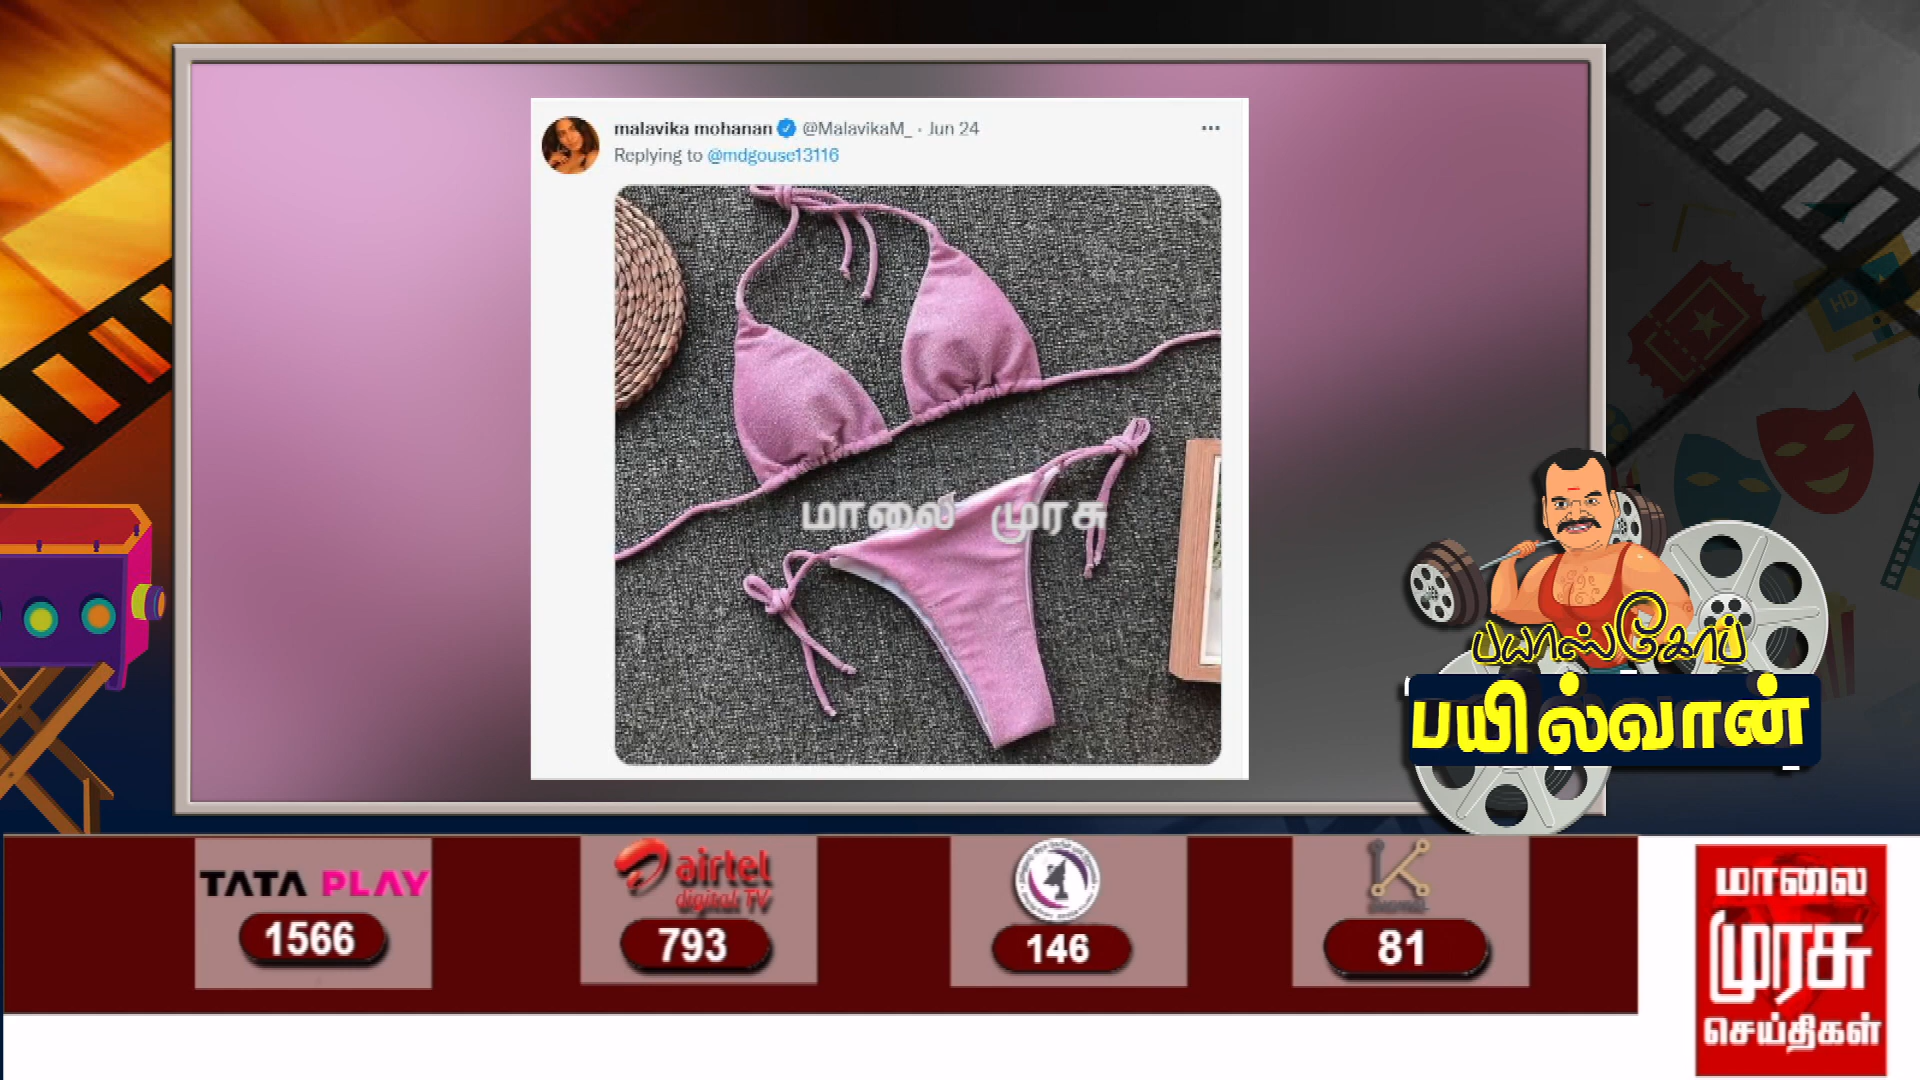 malavika mohanan @MalavikaM_ · Jun 24
Replying to @mdgouse13116
மாலை முரசு
HD
பயாஸ்கோப்
பயில்வான்
TATA PLAY
1566
airtel
digital TV
793
146
81
மாலை
முரசு
செய்திகள்